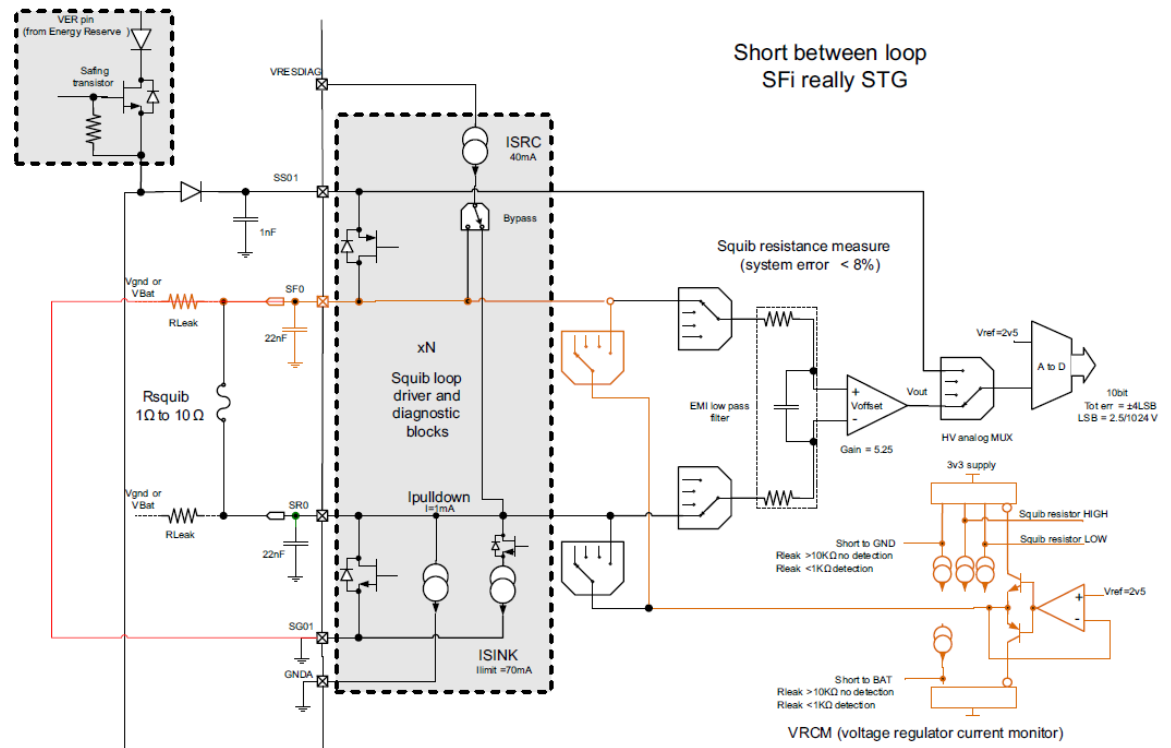 VER pin
(from Energy Reserve)
Safing
transistor
VRESDIAG
Short between loop
SFi really STG
ISRC
40mA
SS01
1nF
Bypass
Squib resistance measure
(system error < 8%)
Vgnd or
VBat
RLeak
SF0
22nF
xN
Squib loop
driver and
diagnostic
blocks
Rsquib
1Ω to 10 Ω
EMI low pass
filter
+
Voffset
-
Gain = 5.25
Vout
HV analog MUX
Vref=2v5
A to D
10bit
Tot err = ±4LSB
LSB = 2.5/1024 V
Vgnd or
VBat
RLeak
SR0
22nF
Ipulldown
I=1mA
3v3 supply
Squib resistor HIGH
Squib resistor LOW
Short to GND
Rleak >10KΩ no detection
Rleak <1KΩ detection
+
-
Vref=2v5
SG01
GNDA
ISINK
Ilimit =70mA
Short to BAT
Rleak >10KΩ no detection
Rleak <1KΩ detection
VRCM (voltage regulator current monitor)